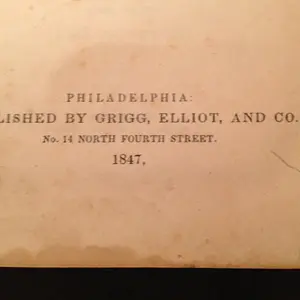 PHILADELPHIA:
LISHED BY GRIGG, ELLIOT, AND CO.
No. 14 NORTH FOURTH STREET.
1847,